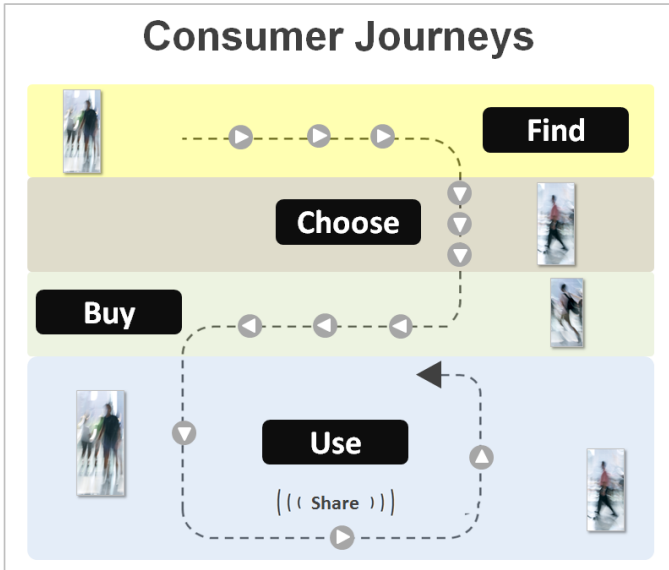 Consumer Journeys
Find
Choose
Buy
Use
((( Share )))